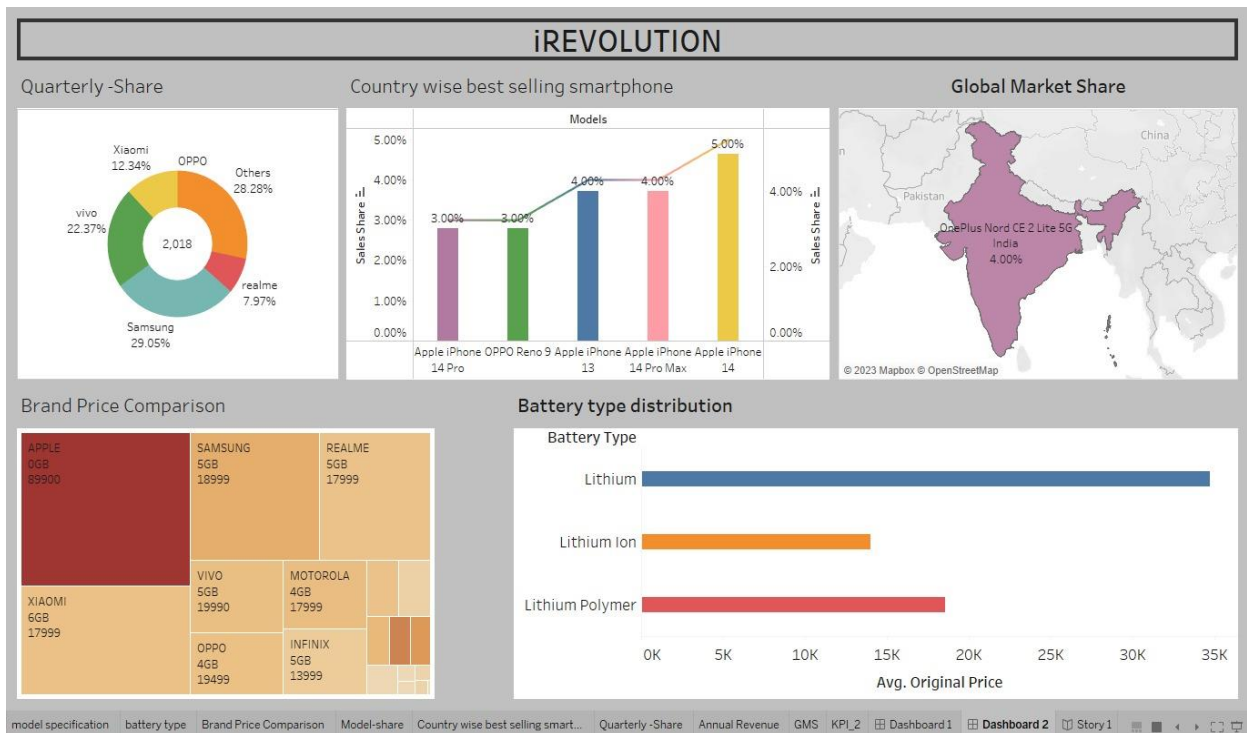 iREVOLUTION
Quarterly -Share
Country wise best selling smartphone
Global Market Share
Xiaomi
12.34%
OPPO
Others
28.28%
vivo
22.37%
2,018
realme
7.97%
Samsung
29.05%
Models
5.00%
4.00%
3.00%
2.00%
1.00%
0.00%
Sales Share
3.00%
3.00%
4.00%
4.00%
5.00%
4.00%
2.00%
0.00%
Sales Share
Apple iPhone
14 Pro
OPPO Reno 9
Apple iPhone
13
Apple iPhone
14 Pro Max
Apple iPhone
14
China
Pakistan
OnePlus Nord CE 2 Lite 5G
India
4.00%
© 2023 Mapbox © OpenStreetMap
Brand Price Comparison
Battery type distribution
APPLE
0GB
89900
SAMSUNG
5GB
18999
REALME
5GB
17999
XIAOMI
6GB
17999
VIVO
5GB
19990
MOTOROLA
4GB
17999
OPPO
4GB
19499
INFINIX
5GB
13999
Battery Type
Lithium
Lithium Ion
Lithium Polymer
0K 5K 10K 15K 20K 25K 30K 35K
Avg. Original Price
model specification battery type Brand Price Comparison Model-share Country wise best selling smart... Quarterly -Share Annual Revenue GMS KPI_2 Dashboard 1 Dashboard 2 Story 1